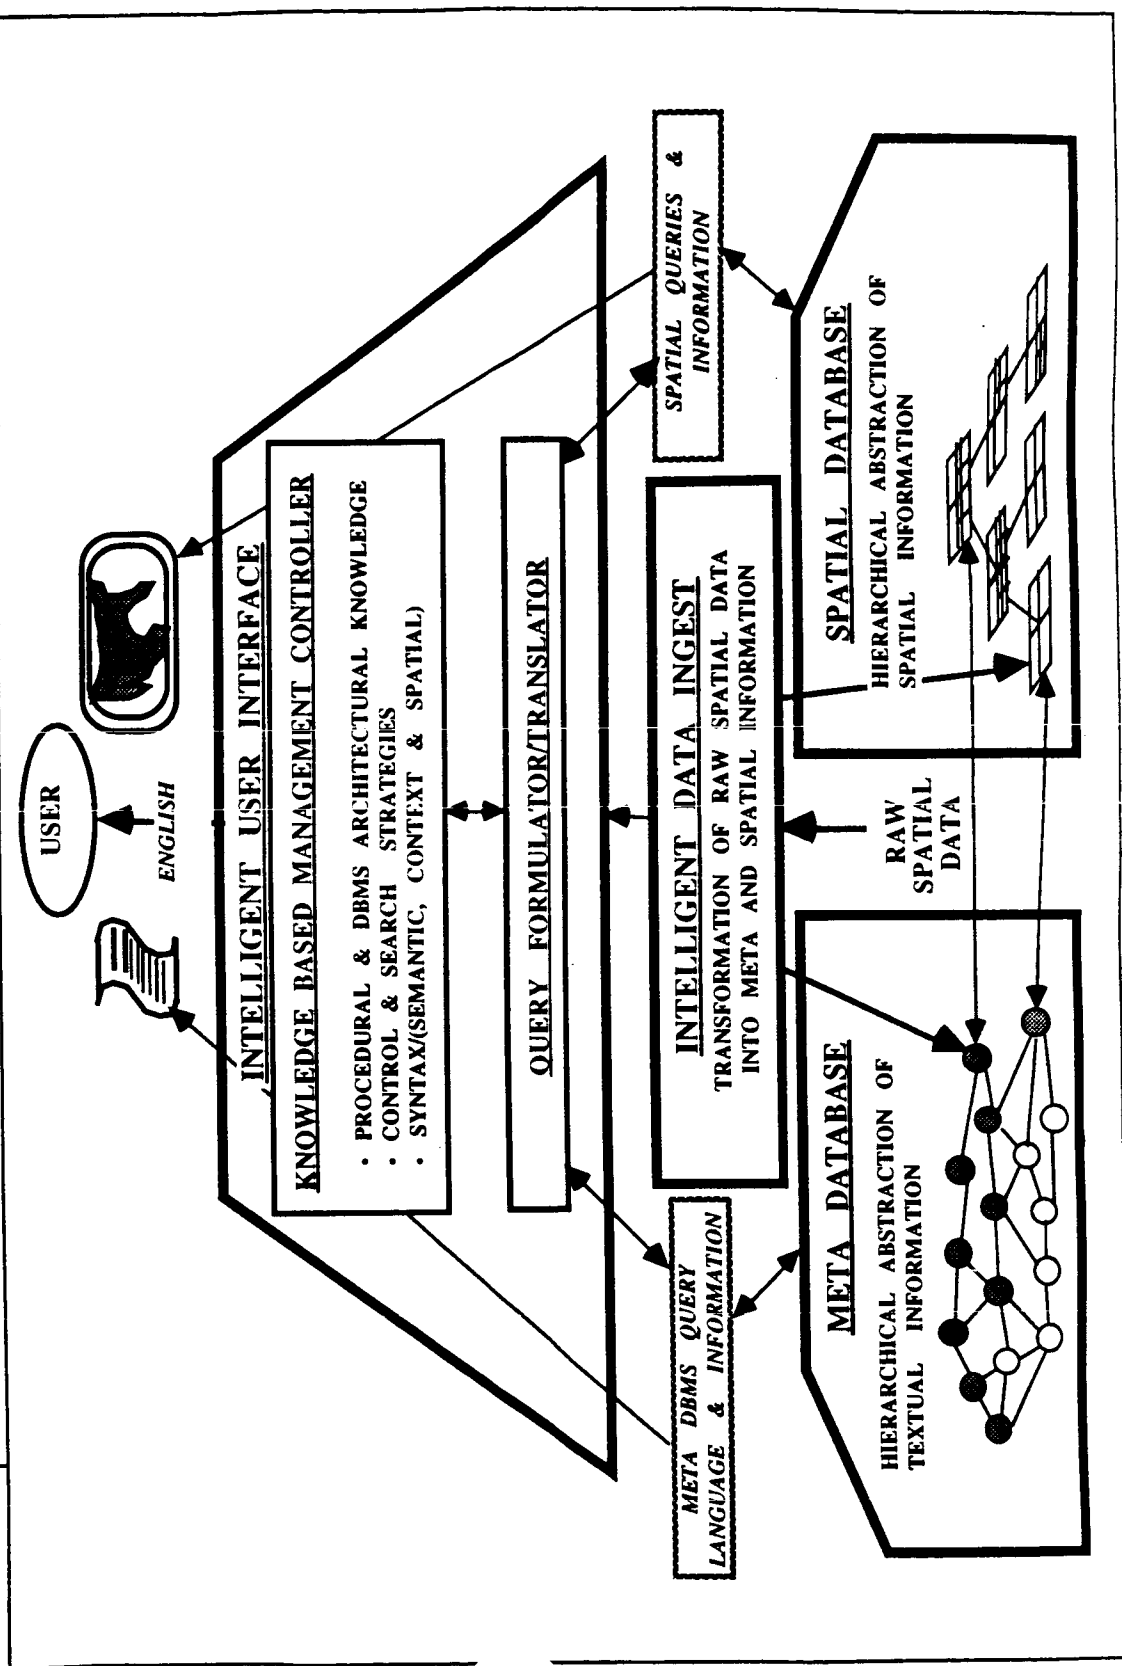 USER
ENGLISH
INTELLIGENT USER INTERFACE
KNOWLEDGE BASED MANAGEMENT CONTROLLER
• PROCEDURAL & DBMS ARCHITECTURAL KNOWLEDGE
• CONTROL & SEARCH STRATEGIES
• SYNTAX/(SEMANTIC, CONTEXT & SPATIAL)
QUERY FORMULATOR/TRANSLATOR
META DBMS QUERY
LANGUAGE & INFORMATION
INTELLIGENT DATA INGEST
TRANSFORMATION OF RAW SPATIAL DATA
INTO META AND SPATIAL INFORMATION
SPATIAL QUERIES &
INFORMATION
META DATABASE
HIERARCHICAL ABSTRACTION OF
TEXTUAL INFORMATION
RAW
SPATIAL
DATA
SPATIAL DATABASE
HIERARCHICAL ABSTRACTION OF
SPATIAL INFORMATION